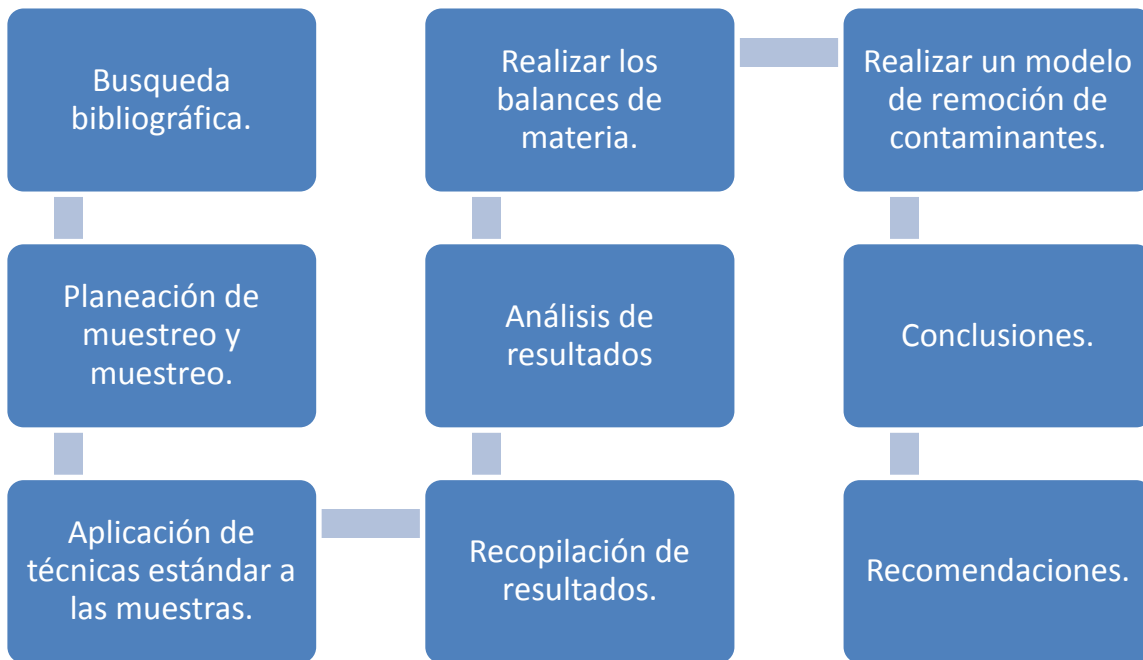 Busqueda
bibliográfica.
Planeación de
muestreo y
muestreo.
Aplicación de
técnicas estándar a
las muestras.
Recopilación de
resultados.
Análisis de
resultados
Realizar los
balances de
materia.
Realizar un modelo
de remoción de
contaminantes.
Conclusiones.
Recomendaciones.